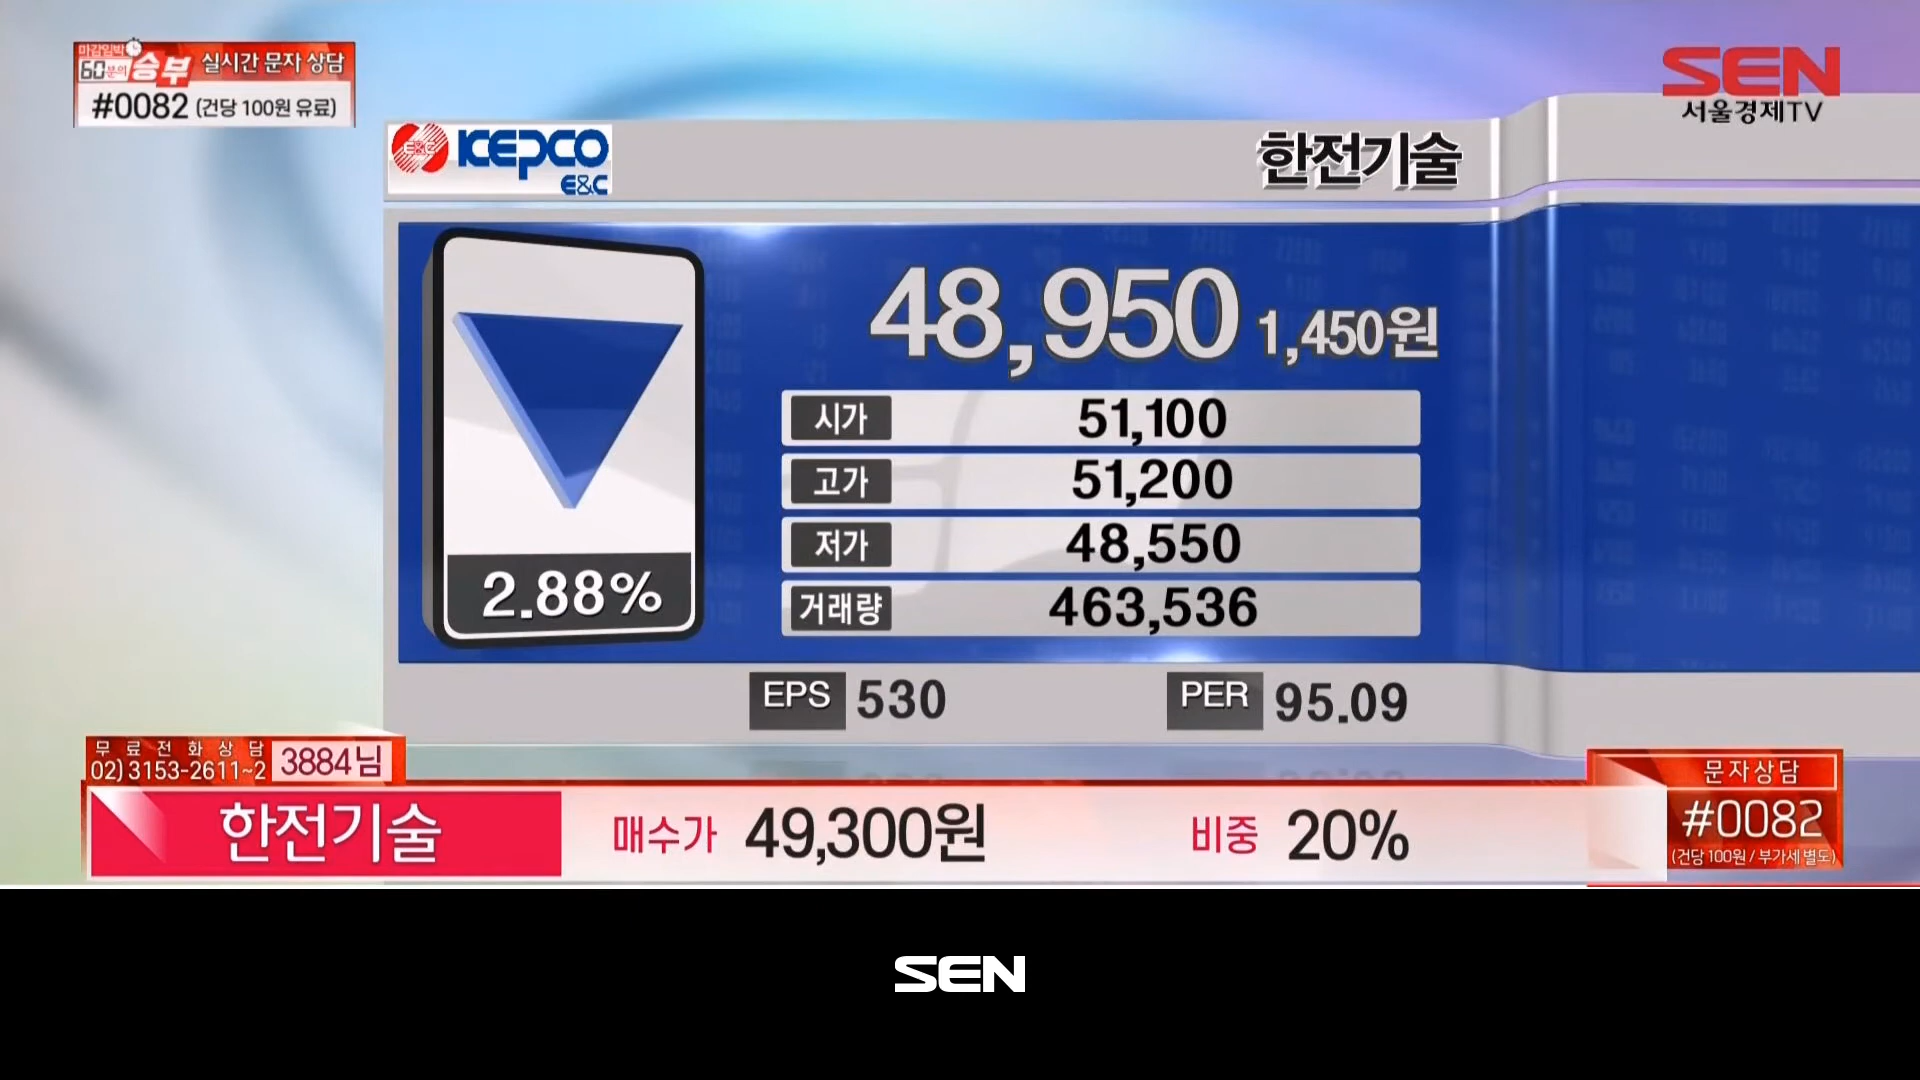 마감임박
60분의 승부 실시간 문자 상담
#0082 (건당 100원 유료)
SEN
서울경제TV
E&C KEPCO
E&C
한전기술
48,950 1,450원
시가 51,100
고가 51,200
저가 48,550
거래량 463,536
2.88%
EPS 530 PER 95.09
무료전화상담
02)3153-2611~2 3884님
한전기술 매수가 49,300원 비중 20%
문자상담
#0082
(건당 100원 / 부가세 별도)
SEN